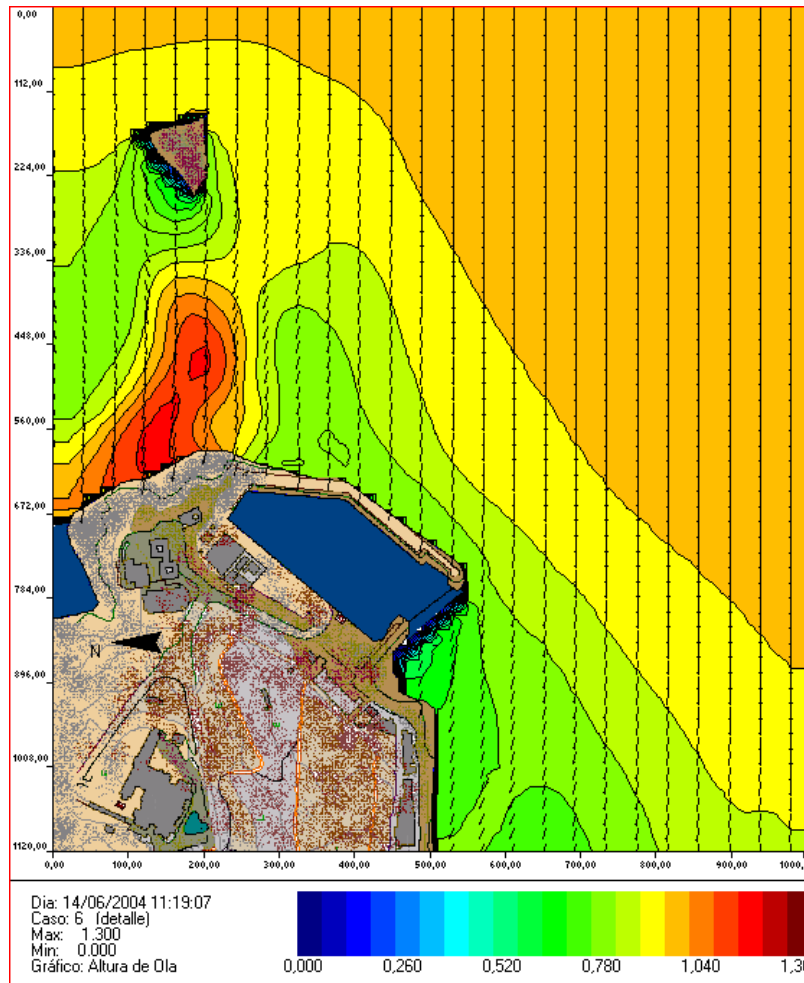 0,00
112,00
224,00
336,00
448,00
560,00
672,00
784,00
896,00
1008,00
1120,00
N
0,00 100,00 200,00 300,00 400,00 500,00 600,00 700,00 800,00 900,00 1000,0
Dia: 14/06/2004 11:19:07
Caso: 6 (detalle)
Max: 1.300
Min: 0.000
Gráfico: Altura de Ola
0,000 0,260 0,520 0,780 1,040 1,30